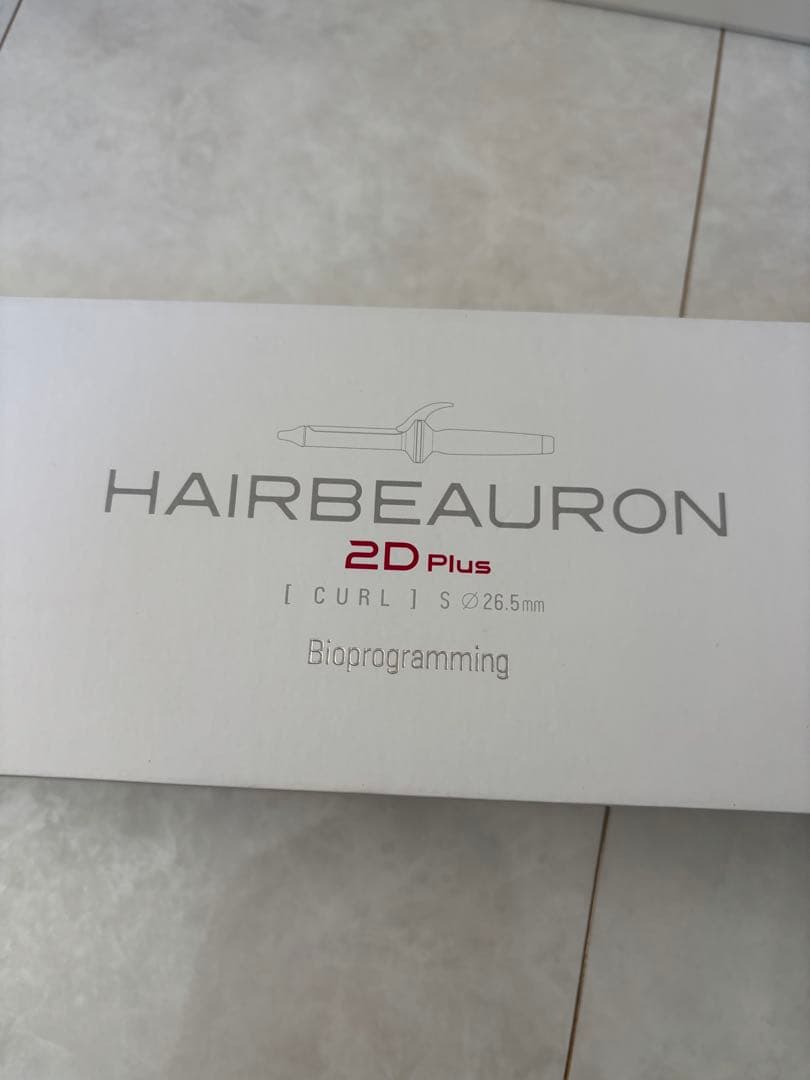 HAIRBEAURON
2D Plus
[ CURL ] S ∅26.5mm
Bioprogramming